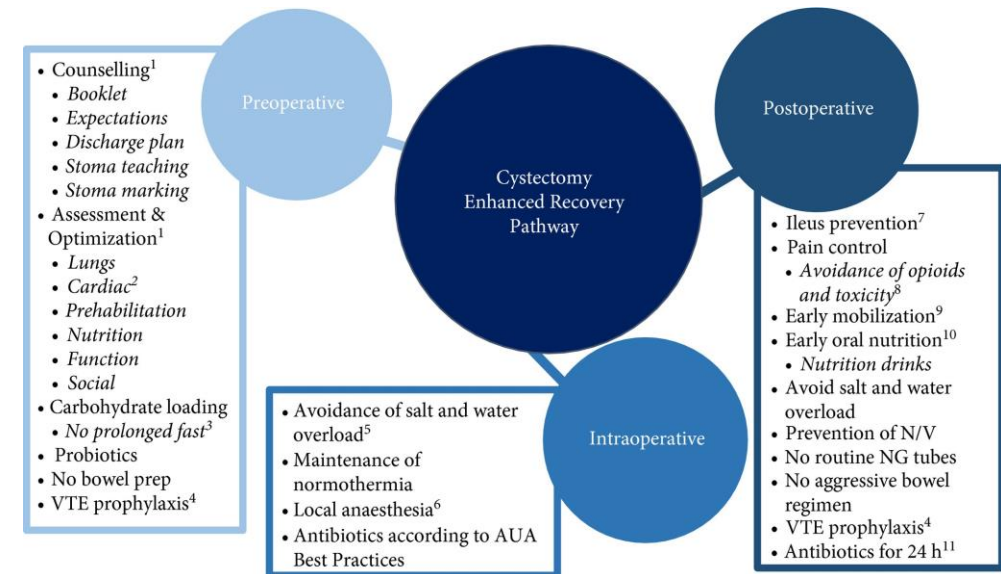 Cystectomy
Enhanced Recovery
Pathway
Preoperative
• Counselling¹
• Booklet
• Expectations
• Discharge plan
• Stoma teaching
• Stoma marking
• Assessment &
Optimization¹
• Lungs
• Cardiac²
• Prehabilitation
• Nutrition
• Function
• Social
• Carbohydrate loading
• No prolonged fast³
• Probiotics
• No bowel prep
• VTE prophylaxis⁴
Intraoperative
• Avoidance of salt and water
overload⁵
• Maintenance of
normothermia
• Local anaesthesia⁶
• Antibiotics according to AUA
Best Practices
Postoperative
• Ileus prevention⁷
• Pain control
• Avoidance of opioids
and toxicity⁸
• Early mobilization⁹
• Early oral nutrition¹⁰
• Nutrition drinks
• Avoid salt and water
overload
• Prevention of N/V
• No routine NG tubes
• No aggressive bowel
regimen
• VTE prophylaxis⁴
• Antibiotics for 24 h¹¹